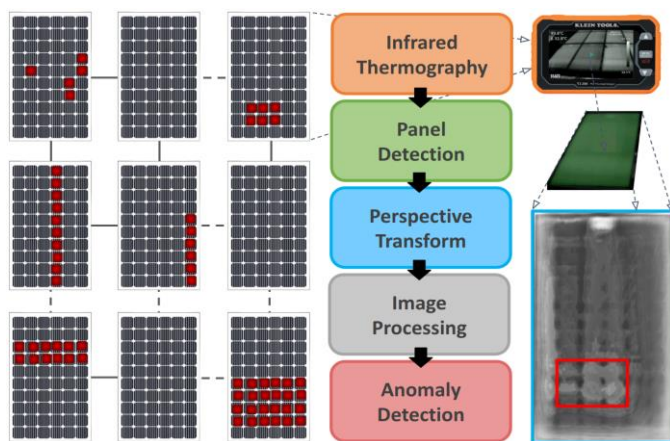 Infrared
Thermography
Panel
Detection
Perspective
Transform
Image
Processing
Anomaly
Detection
KLEIN TOOLS